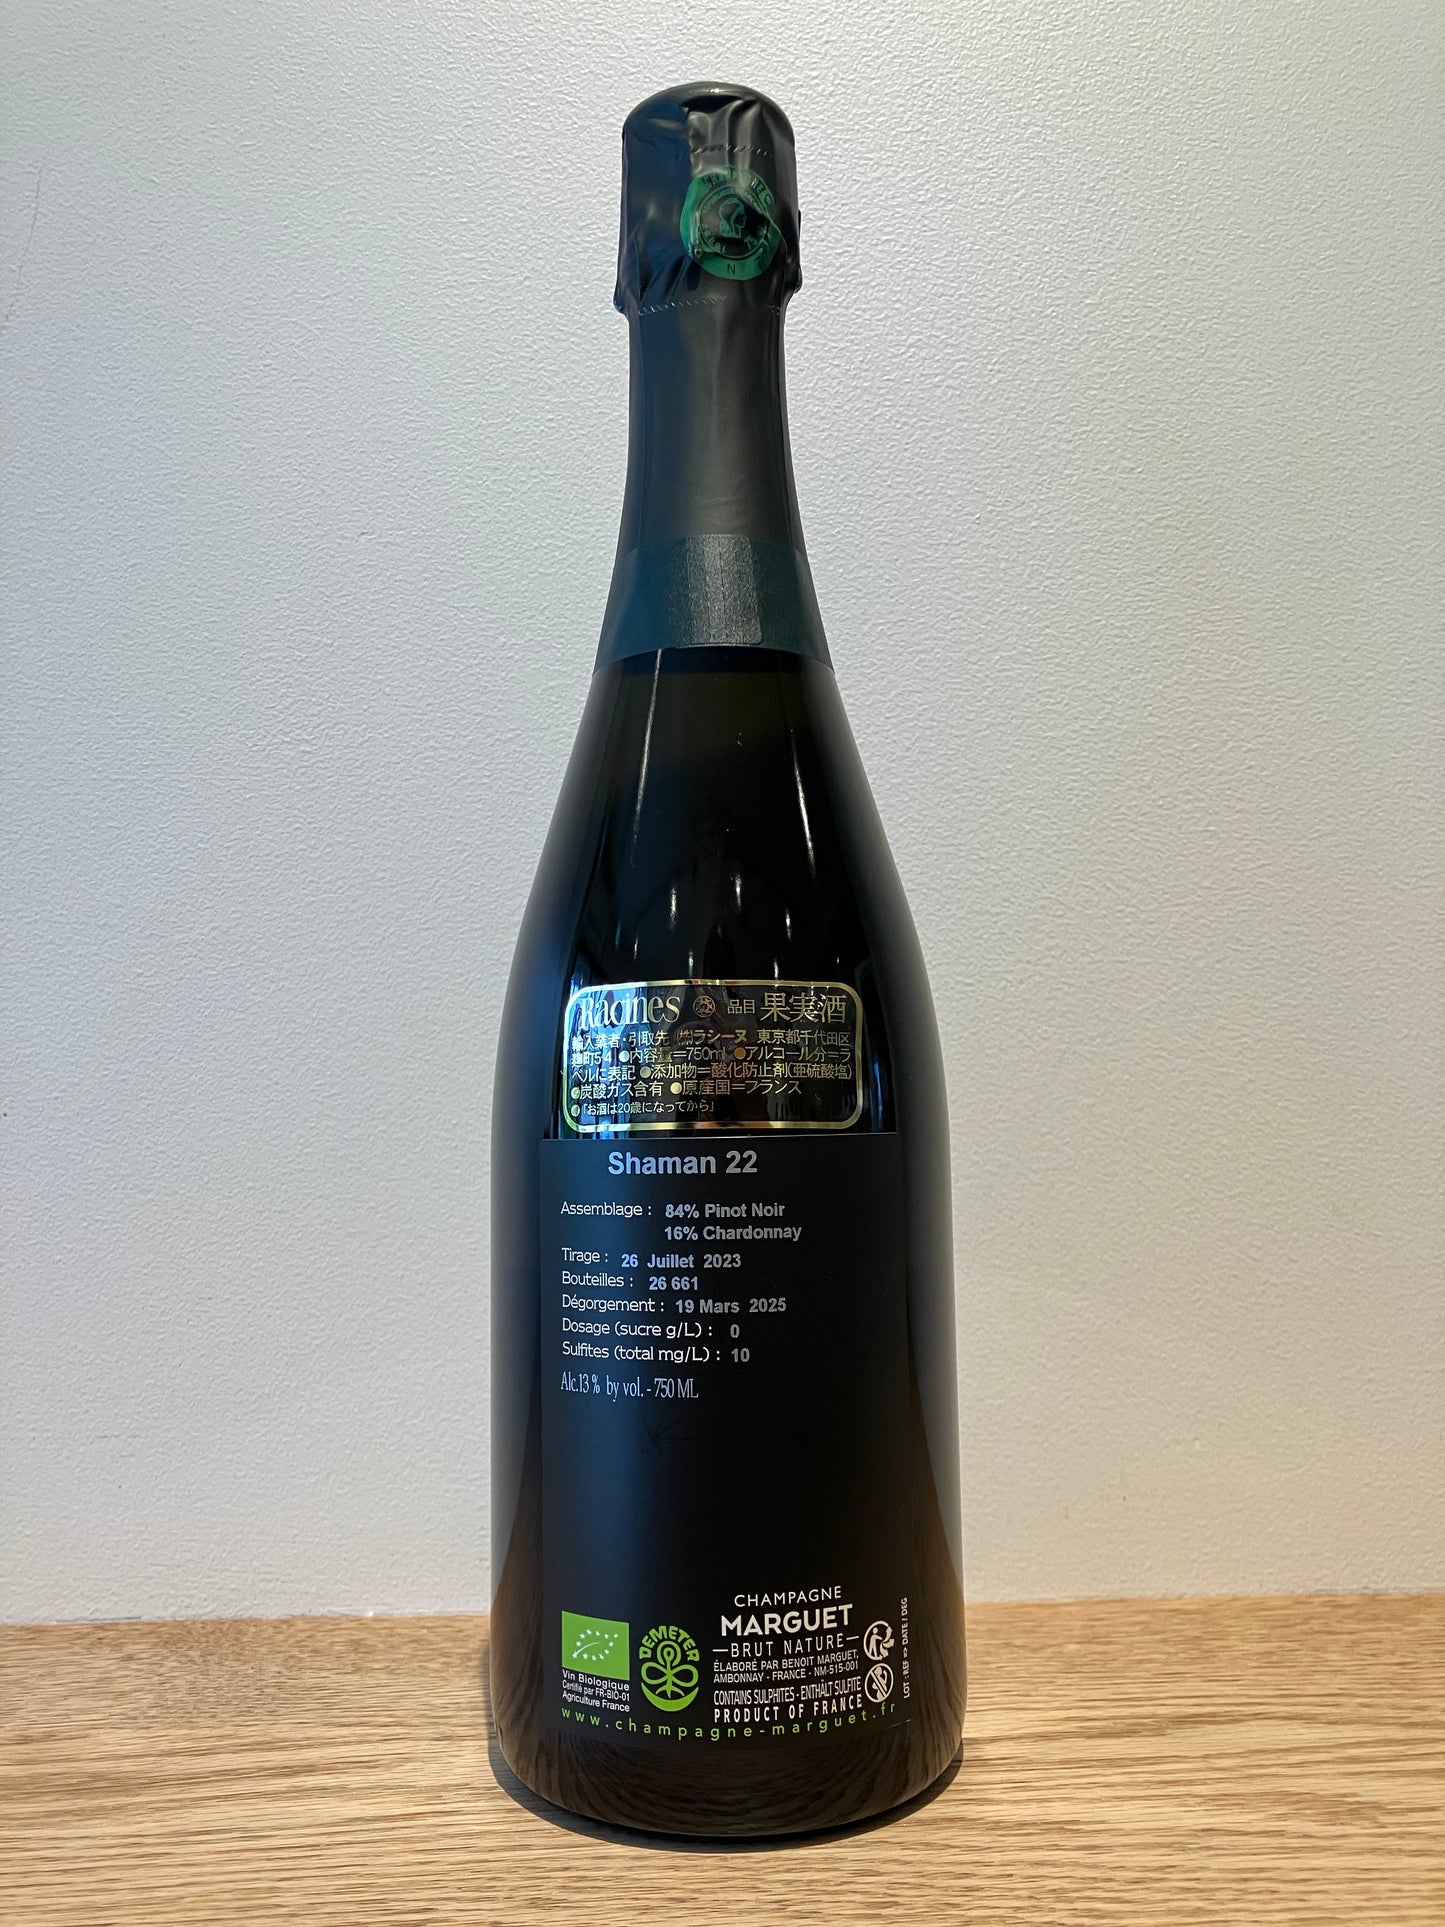 Racines 品目 果実酒
輸入業者・引取先 ㈱ラシーヌ 東京都千代田区
麹町5-4 ●内容量=750ml ●アルコール分=ラ
ベルに表記 ●添加物=酸化防止剤(亜硫酸塩)
●炭酸ガス含有 ●原産国=フランス
●「お酒は20歳になってから」
Shaman 22
Assemblage : 84% Pinot Noir
16% Chardonnay
Tirage : 26 Juillet 2023
Bouteilles : 26 661
Dégorgement : 19 Mars 2025
Dosage (sucre g/L) : 0
Sulfites (total mg/L) : 10
Alc.13% by vol. - 750 ML
CHAMPAGNE
MARGUET
BRUT NATURE
ÉLABORÉ PAR BENOIT MARGUET,
AMBONNAY - FRANCE - NM-515-001
CONTAINS SULPHITES - ENTHÄLT SULFITE
PRODUCT OF FRANCE
DEMETER
Vin Biologique
Certifié par FR-BIO-01
Agriculture France
www.champagne-marguet.fr
LOT : REF => DATE / DEG